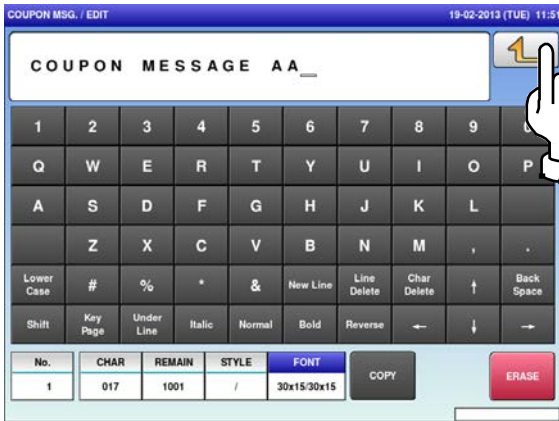 COUPON MSG. / EDIT 19-02-2013 (TUE) 11:51
COUPON MESSAGE AA_
1 2 3 4 5 6 7 8 9
Q W E R T Y U I O P
A S D F G H J K L
Z X C V B N M , .
Lower Case # % * & New Line Line Delete Char Delete ↑ Back Space
Shift Key Page Under Line Italic Normal Bold Reverse ← ↓ →
No. CHAR REMAIN STYLE FONT COPY ERASE
1 017 1001 / 30x15/30x15